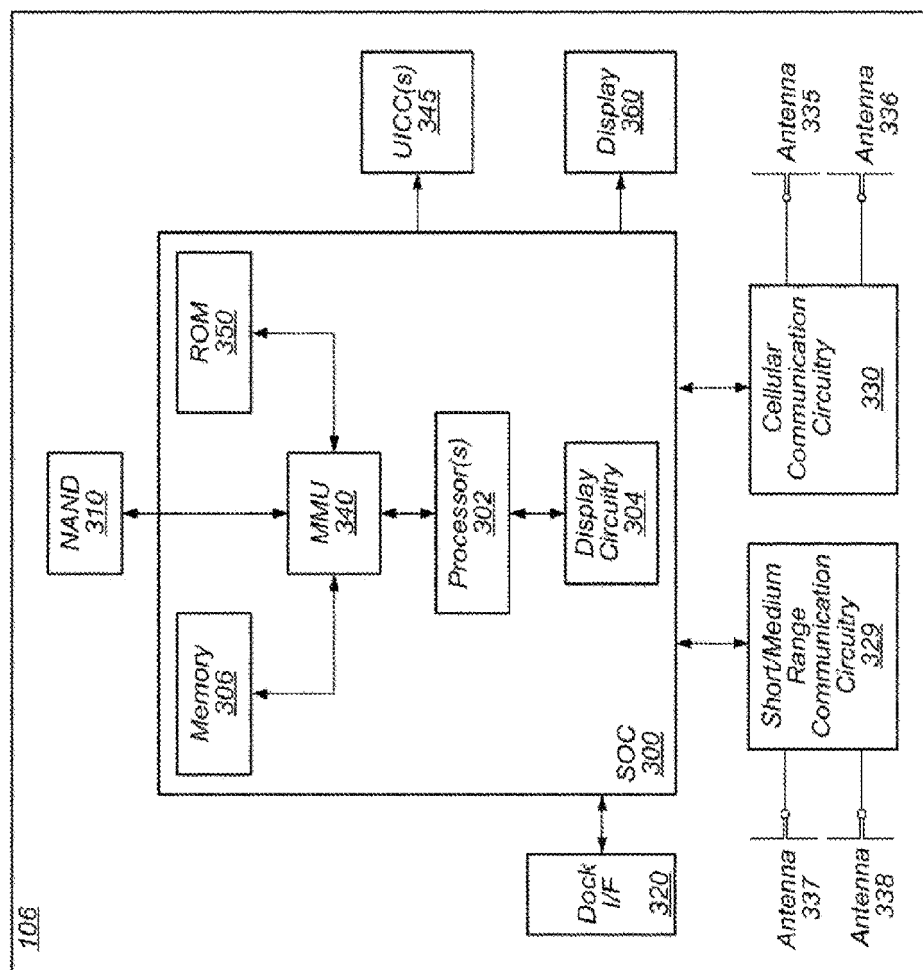 106
NAND
310
Memory
306
ROM
350
MMU
340
Processor(s)
302
Display
Circuitry
304
SOC
300
UICC(s)
345
Display
360
Dock
I/F
320
Short/Medium
Range
Communication
Circuitry
329
Cellular
Communication
Circuitry
330
Antenna
337
Antenna
338
Antenna
335
Antenna
336